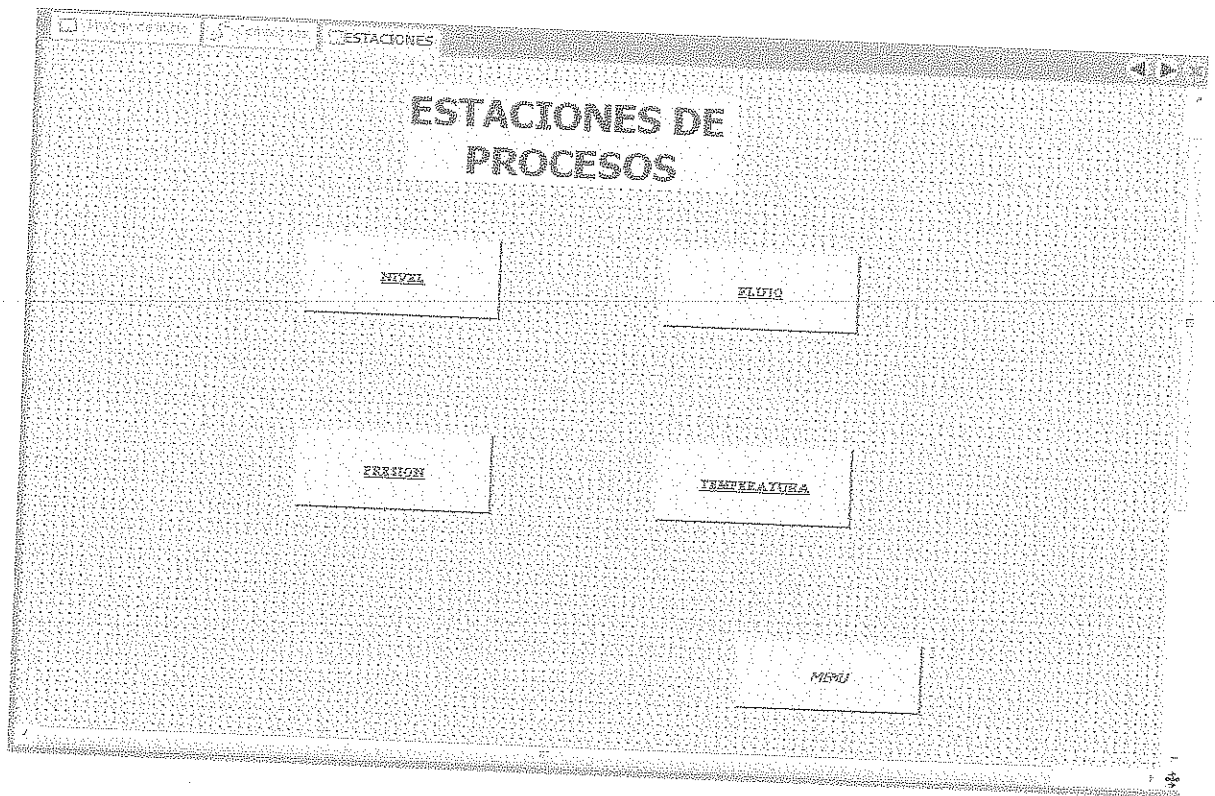 ESTACIONES
ESTACIONES DE
PROCESOS
NIVEL
FLUJO
PRESION
TEMPERATURA
MENU